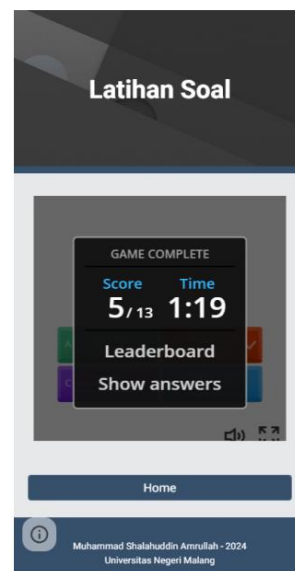 Latihan Soal
GAME COMPLETE
Score Time
5/13 1:19
A
C
Leaderboard
Show answers
Home
Muhammad Shalahuddin Amrullah - 2024
Universitas Negeri Malang